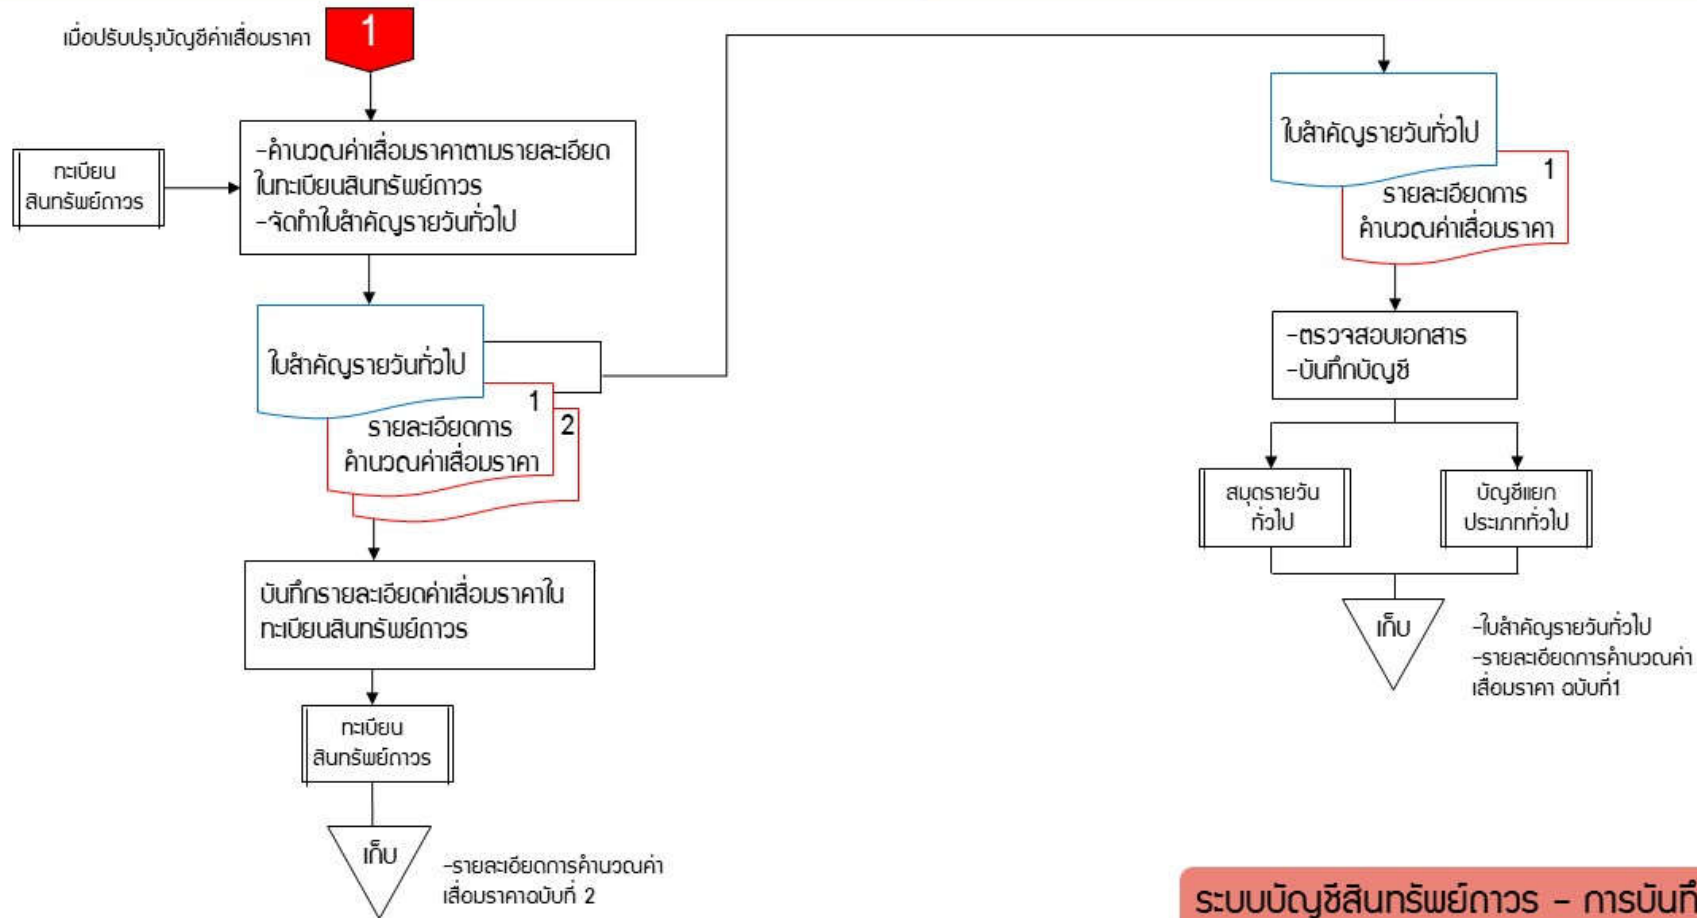 เมื่อปรับปรุงบัญชีค่าเสื่อมราคา
1
ทะเบียน
สินทรัพย์ถาวร
-คำนวณค่าเสื่อมราคาตามรายละเอียด
ในทะเบียนสินทรัพย์ถาวร
-จัดทำใบสำคัญรายวันทั่วไป
ใบสำคัญรายวันทั่วไป
1
2
รายละเอียดการ
คำนวณค่าเสื่อมราคา
บันทึกรายละเอียดค่าเสื่อมราคาใน
ทะเบียนสินทรัพย์ถาวร
ทะเบียน
สินทรัพย์ถาวร
เก็บ
-รายละเอียดการคำนวณค่า
เสื่อมราคาฉบับที่ 2
ใบสำคัญรายวันทั่วไป
1
รายละเอียดการ
คำนวณค่าเสื่อมราคา
-ตรวจสอบเอกสาร
-บันทึกบัญชี
สมุดรายวัน
ทั่วไป
บัญชีแยก
ประเภททั่วไป
เก็บ
-ใบสำคัญรายวันทั่วไป
-รายละเอียดการคำนวณค่า
เสื่อมราคา ฉบับที่1
ระบบบัญชีสินทรัพย์ถาวร - การบันทึ